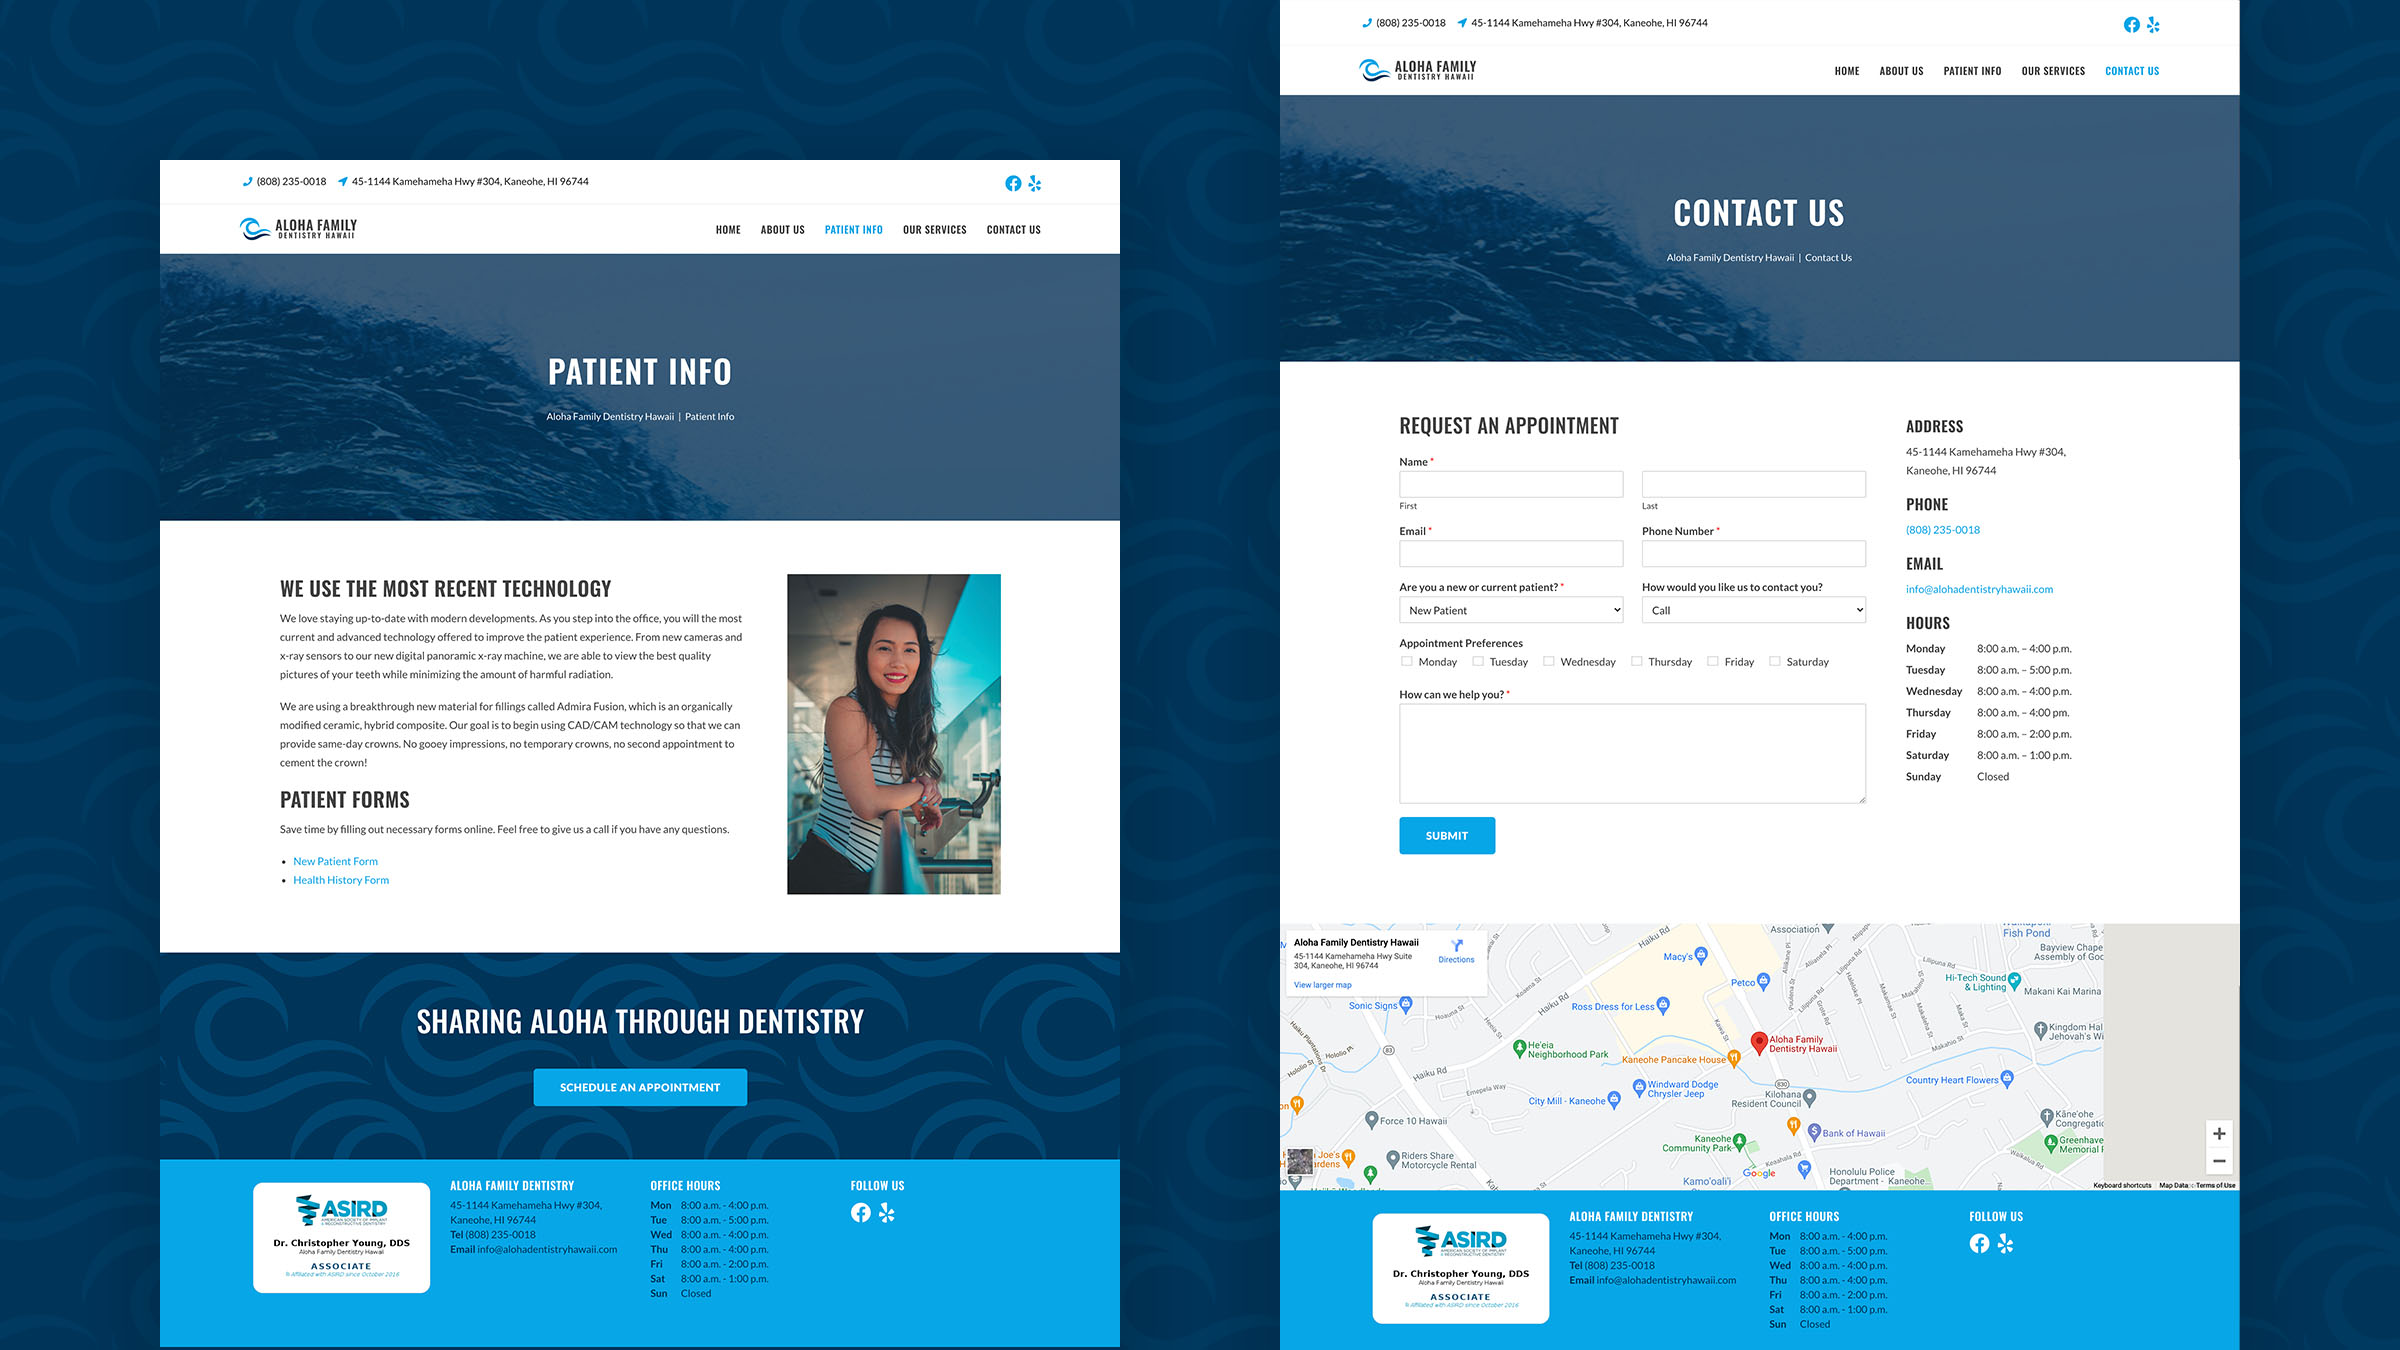 (808) 235-0018 45-1144 Kamehameha Hwy #304, Kaneohe, HI 96744
ALOHA FAMILY
DENTISTRY HAWAII
HOME ABOUT US PATIENT INFO OUR SERVICES CONTACT US
PATIENT INFO
Aloha Family Dentistry Hawaii | Patient Info
WE USE THE MOST RECENT TECHNOLOGY
We love staying up-to-date with modern developments. As you step into the office, you will the most
current and advanced technology offered to improve the patient experience. From new cameras and
x-ray sensors to our new digital panoramic x-ray machine, we are able to view the best quality
pictures of your teeth while minimizing the amount of harmful radiation.
We are using a breakthrough new material for fillings called Admira Fusion, which is an organically
modified ceramic, hybrid composite. Our goal is to begin using CAD/CAM technology so that we can
provide same-day crowns. No gooey impressions, no temporary crowns, no second appointment to
cement the crown!
PATIENT FORMS
Save time by filling out necessary forms online. Feel free to give us a call if you have any questions.
• New Patient Form
• Health History Form
SHARING ALOHA THROUGH DENTISTRY
SCHEDULE AN APPOINTMENT
ASIRD
AMERICAN SOCIETY OF IMPLANT
& RECONSTRUCTIVE DENTISTRY
Dr. Christopher Young, DDS
Aloha Family Dentistry Hawaii
ASSOCIATE
Affiliated with ASIRD since October 2016
ALOHA FAMILY DENTISTRY
45-1144 Kamehameha Hwy #304,
Kaneohe, HI 96744
Tel (808) 235-0018
Email info@alohadentistryhawaii.com
OFFICE HOURS
Mon 8:00 a.m. - 4:00 p.m.
Tue 8:00 a.m. - 5:00 p.m.
Wed 8:00 a.m. - 4:00 p.m.
Thu 8:00 a.m. - 4:00 p.m.
Fri 8:00 a.m. - 2:00 p.m.
Sat 8:00 a.m. - 1:00 p.m.
Sun Closed
FOLLOW US
(808) 235-0018 45-1144 Kamehameha Hwy #304, Kaneohe, HI 96744
ALOHA FAMILY
DENTISTRY HAWAII
HOME ABOUT US PATIENT INFO OUR SERVICES CONTACT US
CONTACT US
Aloha Family Dentistry Hawaii | Contact Us
REQUEST AN APPOINTMENT
Name *
First Last
Email * Phone Number *
Are you a new or current patient? * How would you like us to contact you?
New Patient Call
Appointment Preferences
Monday Tuesday Wednesday Thursday Friday Saturday
How can we help you? *
SUBMIT
ADDRESS
45-1144 Kamehameha Hwy #304,
Kaneohe, HI 96744
PHONE
(808) 235-0018
EMAIL
info@alohadentistryhawaii.com
HOURS
Monday 8:00 a.m. – 4:00 p.m.
Tuesday 8:00 a.m. – 5:00 p.m.
Wednesday 8:00 a.m. – 4:00 p.m.
Thursday 8:00 a.m. – 4:00 pm.
Friday 8:00 a.m. – 2:00 p.m.
Saturday 8:00 a.m. – 1:00 p.m.
Sunday Closed
Aloha Family Dentistry Hawaii
45-1144 Kamehameha Hwy Suite
304, Kaneohe, HI 96744
Directions
View larger map
Haiku Rd
Association
Fish Pond
Bayview Chape
Assembly of Goc
Macy's
Petco
Lilipuna Rd
Hi-Tech Sound
& Lighting
Makani Kai Marina
Sonic Signs
Ross Dress for Less
Haiku Rd
Kingdom Hal
Jehovah's Wi
Aloha Family
Dentistry Hawaii
He'eia
Neighborhood Park
Kaneohe Pancake House
83
Haiku Rd
Emepela Way
Windward Dodge
Chrysler Jeep
Country Heart Flowers
830
City Mill - Kaneohe
Kilohana
Resident Council
Force 10 Hawaii
Kāne'ohe
Congregatic
Bank of Hawaii
Kaneohe
Community Park
Greenhave
Memorial F
Riders Share
Motorcycle Rental
Keaahala Rd
Google
Honolulu Police
Department - Kaneohe
Kamo'oali'i
Keyboard shortcuts Map Data Terms of Use
ASIRD
AMERICAN SOCIETY OF IMPLANT
& RECONSTRUCTIVE DENTISTRY
Dr. Christopher Young, DDS
Aloha Family Dentistry Hawaii
ASSOCIATE
Affiliated with ASIRD since October 2016
ALOHA FAMILY DENTISTRY
45-1144 Kamehameha Hwy #304,
Kaneohe, HI 96744
Tel (808) 235-0018
Email info@alohadentistryhawaii.com
OFFICE HOURS
Mon 8:00 a.m. - 4:00 p.m.
Tue 8:00 a.m. - 5:00 p.m.
Wed 8:00 a.m. - 4:00 p.m.
Thu 8:00 a.m. - 4:00 p.m.
Fri 8:00 a.m. - 2:00 p.m.
Sat 8:00 a.m. - 1:00 p.m.
Sun Closed
FOLLOW US